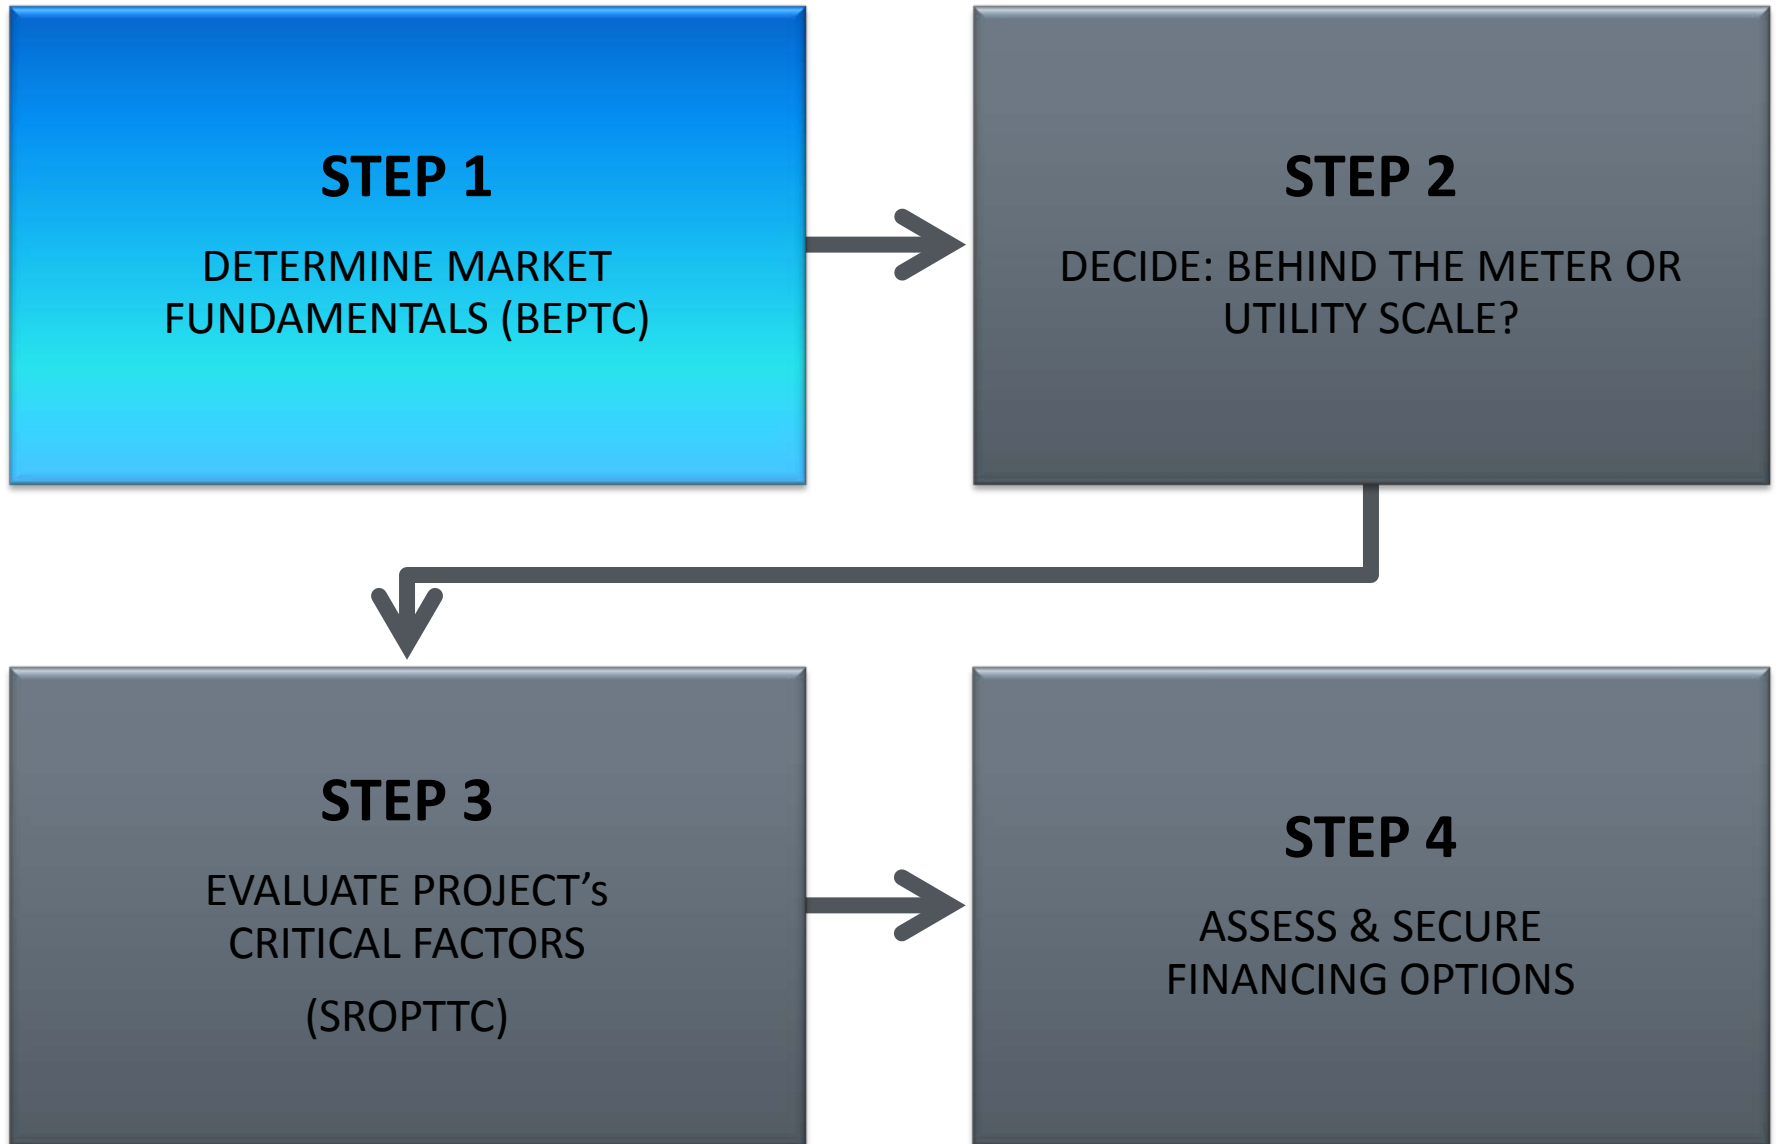 STEP 1
DETERMINE MARKET
FUNDAMENTALS (BEPTC)
STEP 2
DECIDE: BEHIND THE METER OR
UTILITY SCALE?
STEP 3
EVALUATE PROJECT’s
CRITICAL FACTORS
(SROPTTC)
STEP 4
ASSESS & SECURE
FINANCING OPTIONS